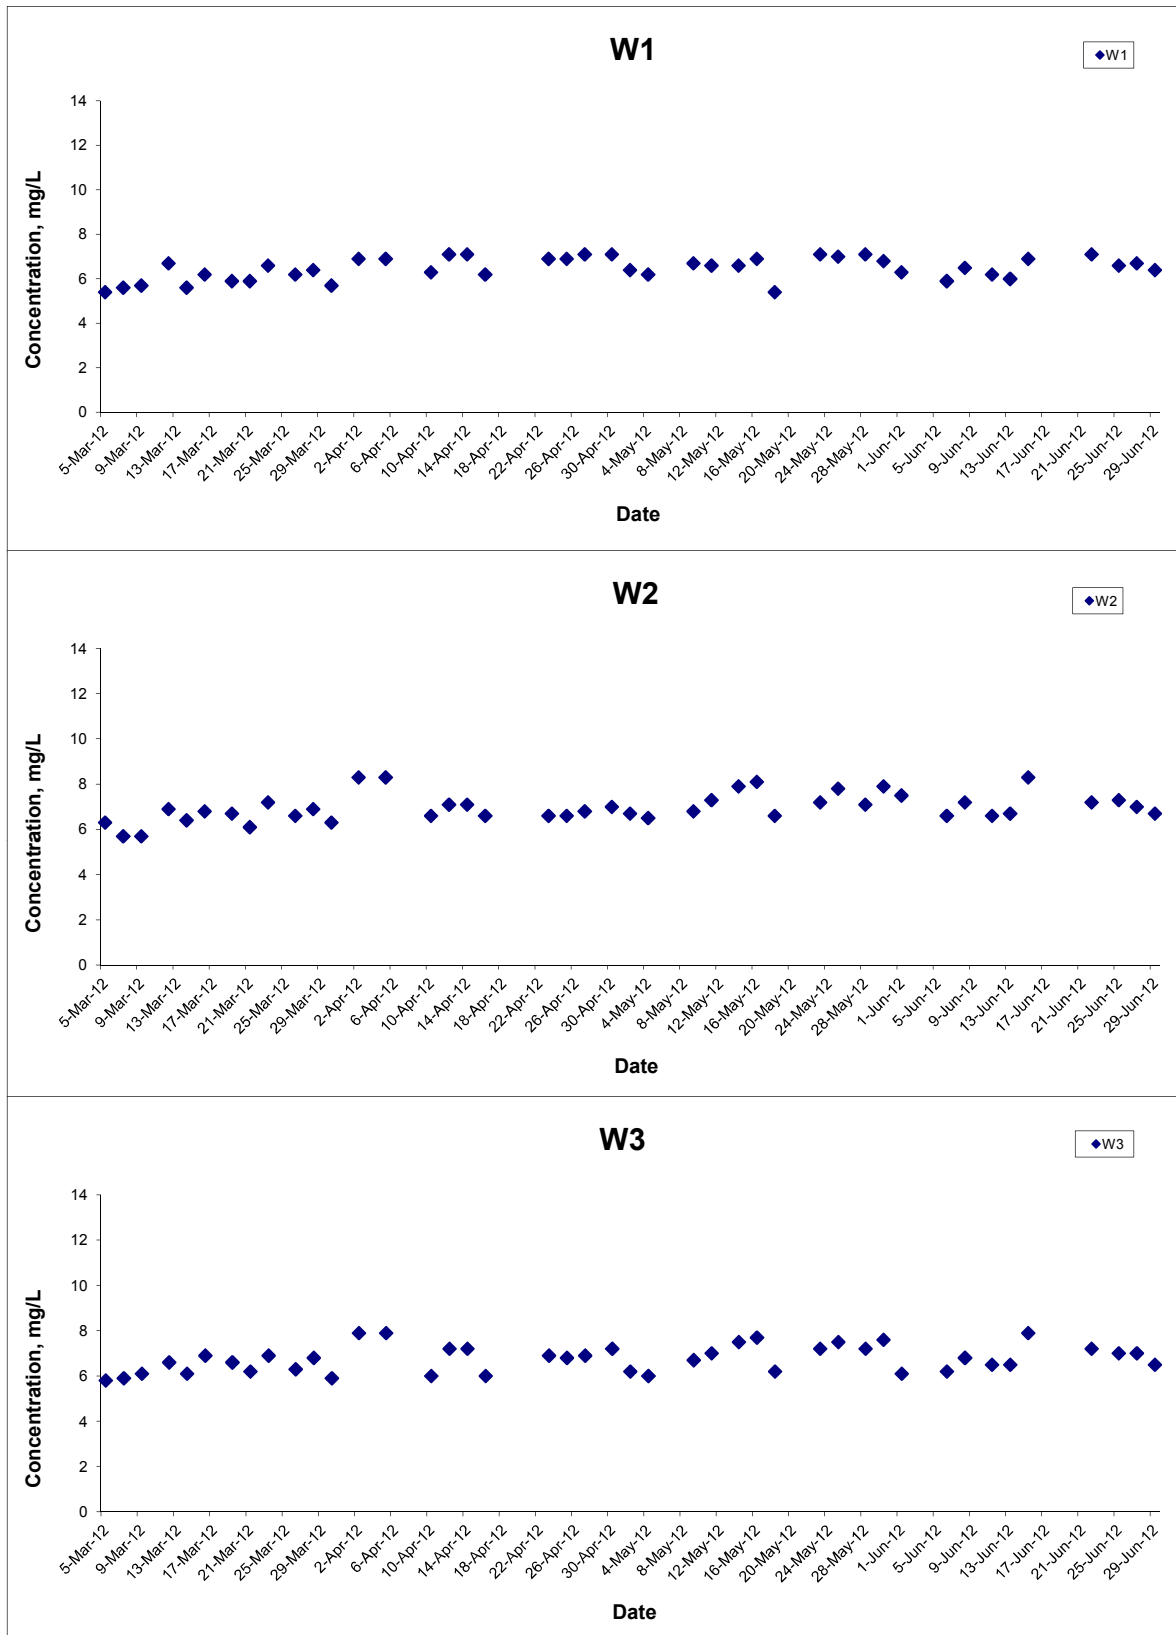 W1
W1
14
12
10
8
6
4
2
0
Concentration, mg/L
5-Mar-12
9-Mar-12
13-Mar-12
17-Mar-12
21-Mar-12
25-Mar-12
29-Mar-12
2-Apr-12
6-Apr-12
10-Apr-12
14-Apr-12
18-Apr-12
22-Apr-12
26-Apr-12
30-Apr-12
4-May-12
8-May-12
12-May-12
16-May-12
20-May-12
24-May-12
28-May-12
1-Jun-12
5-Jun-12
9-Jun-12
13-Jun-12
17-Jun-12
21-Jun-12
25-Jun-12
29-Jun-12
Date
W2
W2
14
12
10
8
6
4
2
0
Concentration, mg/L
5-Mar-12
9-Mar-12
13-Mar-12
17-Mar-12
21-Mar-12
25-Mar-12
29-Mar-12
2-Apr-12
6-Apr-12
10-Apr-12
14-Apr-12
18-Apr-12
22-Apr-12
26-Apr-12
30-Apr-12
4-May-12
8-May-12
12-May-12
16-May-12
20-May-12
24-May-12
28-May-12
1-Jun-12
5-Jun-12
9-Jun-12
13-Jun-12
17-Jun-12
21-Jun-12
25-Jun-12
29-Jun-12
Date
W3
W3
14
12
10
8
6
4
2
0
Concentration, mg/L
5-Mar-12
9-Mar-12
13-Mar-12
17-Mar-12
21-Mar-12
25-Mar-12
29-Mar-12
2-Apr-12
6-Apr-12
10-Apr-12
14-Apr-12
18-Apr-12
22-Apr-12
26-Apr-12
30-Apr-12
4-May-12
8-May-12
12-May-12
16-May-12
20-May-12
24-May-12
28-May-12
1-Jun-12
5-Jun-12
9-Jun-12
13-Jun-12
17-Jun-12
21-Jun-12
25-Jun-12
29-Jun-12
Date